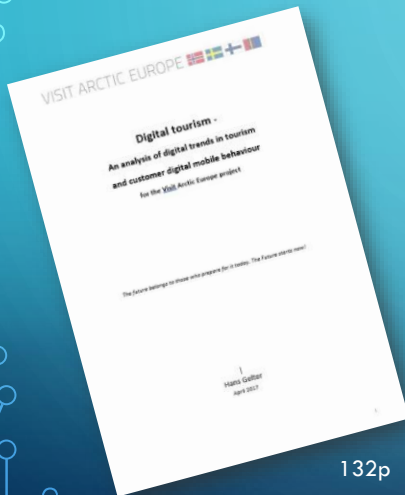 VISIT ARCTIC EUROPE
Digital tourism -
An analysis of digital trends in tourism
and customer digital mobile behaviour
for the Visit Arctic Europe project
The future belongs to those who prepare for it today. The Future starts now!
Hans Gelter
April 2017
132p